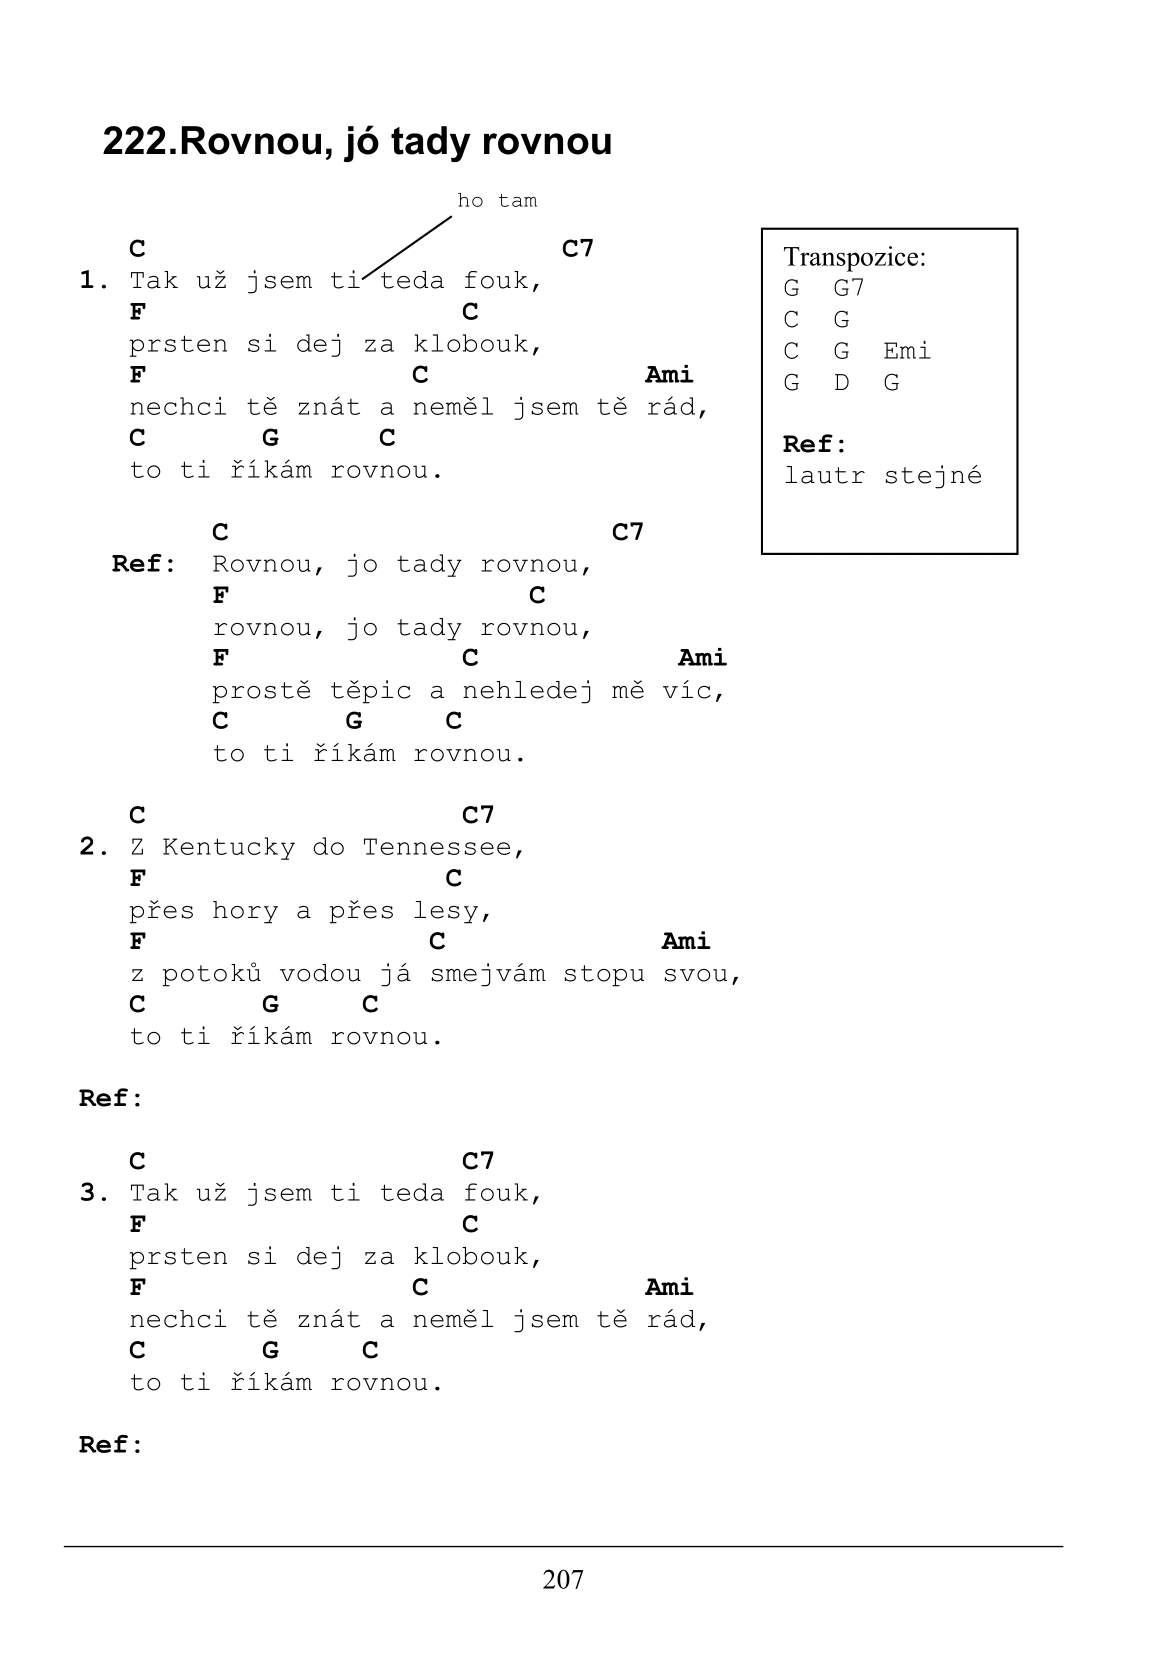 222.Rovnou, jó tady rovnou
ho tam
C C7
1. Tak už jsem ti teda fouk,
F C
prsten si dej za klobouk,
F C Ami
nechci tě znát a neměl jsem tě rád,
C G C
to ti říkám rovnou.
Transpozice:
G G7
C G
C G Emi
G D G
Ref:
lautr stejné
C C7
Ref: Rovnou, jo tady rovnou,
F C
rovnou, jo tady rovnou,
F C Ami
prostě těpic a nehledej mě víc,
C G C
to ti říkám rovnou.
C C7
2. Z Kentucky do Tennessee,
F C
přes hory a přes lesy,
F C Ami
z potoků vodou já smejvám stopu svou,
C G C
to ti říkám rovnou.
Ref:
C C7
3. Tak už jsem ti teda fouk,
F C
prsten si dej za klobouk,
F C Ami
nechci tě znát a neměl jsem tě rád,
C G C
to ti říkám rovnou.
Ref:
207